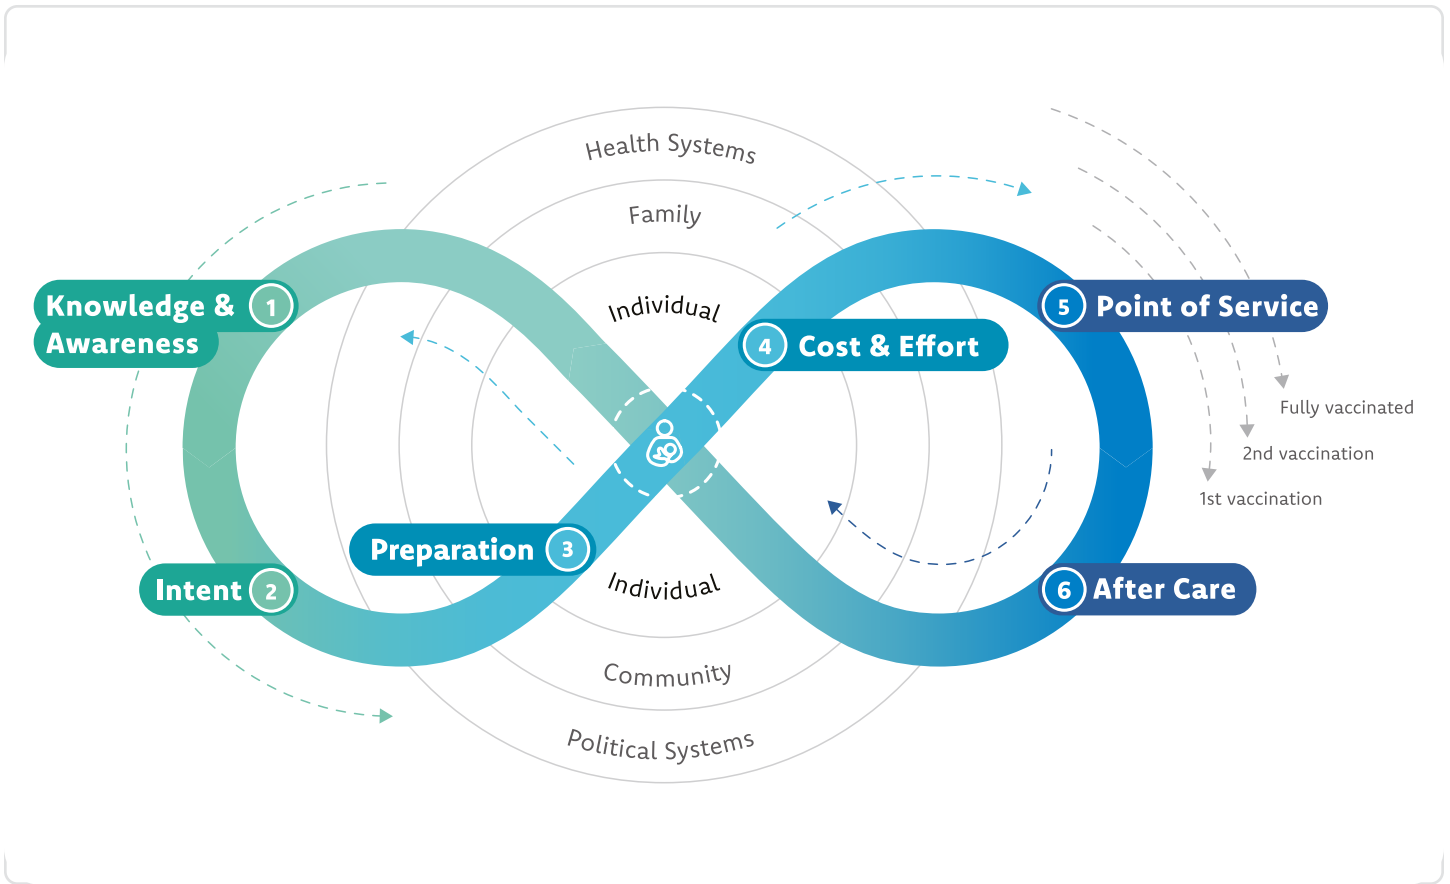 Health Systems
Family
Individual
Knowledge &
Awareness
1
5
Point of Service
4
Cost & Effort
Fully vaccinated
2nd vaccination
1st vaccination
Preparation
3
Individual
Intent
2
6
After Care
Community
Political Systems